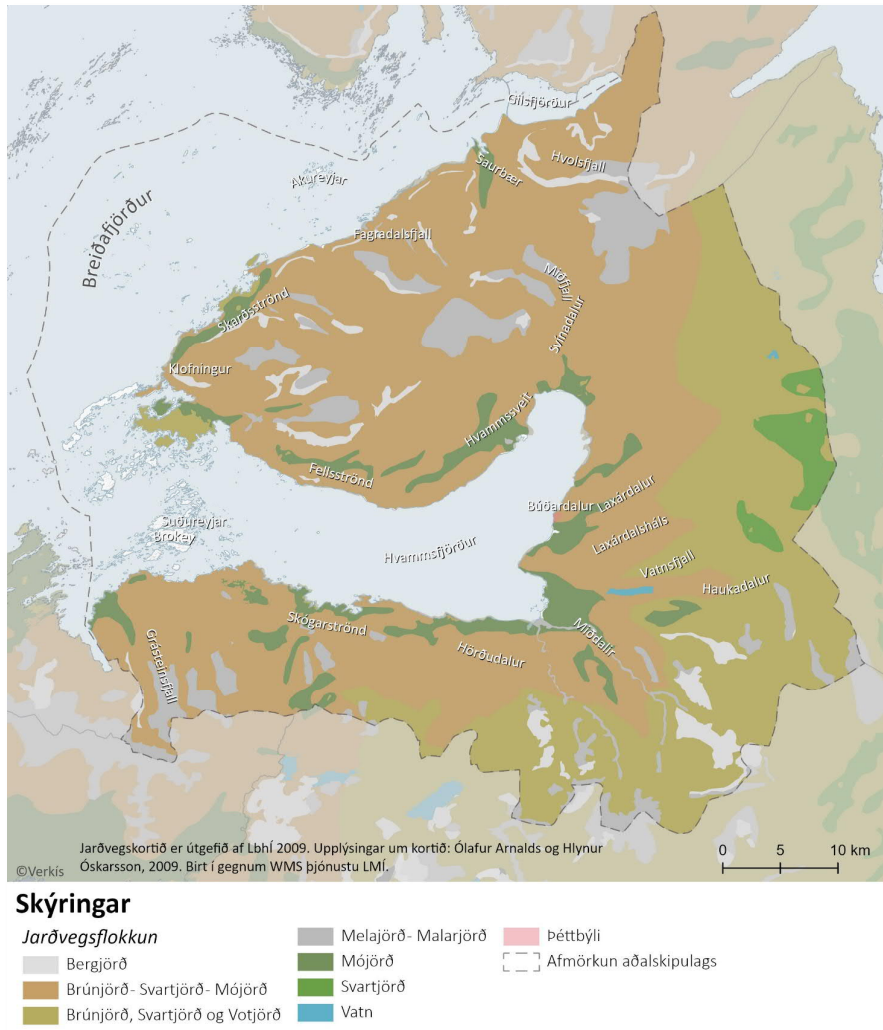 Gilsfjörður
Hvolsfjall
Saurbær
Akureyjar
Breiðafjörður
Fagradalsfjall
Miðfjall
Svínadalur
Skarðsströnd
Klofningur
Hvammssveit
Fellsströnd
Búðardalur
Laxárdalur
Suðureyjar
Brokey
Laxárdalsháls
Hvammsfjörður
Vatnsfjall
Haukadalur
Skógarströnd
Miðdalir
Grásteinsfjall
Hörðudalur
Jarðvegskortið er útgefið af LbhÍ 2009. Upplýsingar um kortið: Ólafur Arnalds og Hlynur
Óskarsson, 2009. Birt í gegnum WMS þjónustu LMÍ.
©Verkís
0 5 10 km
Skýringar
Jarðvegsflokkun
Bergjörð
Brúnjörð- Svartjörð- Mójörð
Brúnjörð, Svartjörð og Votjörð
Melajörð- Malarjörð
Mójörð
Svartjörð
Vatn
Þéttbýli
Afmörkun aðalskipulags